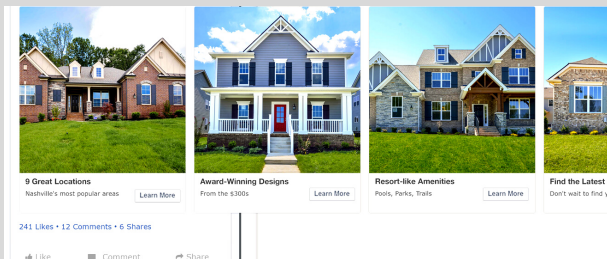 9 Great Locations
Nashville's most popular areas
Learn More
Award-Winning Designs
From the $300s
Learn More
Resort-like Amenities
Pools, Parks, Trails
Learn More
Find the Latest
Don't wait to find
241 Likes • 12 Comments • 6 Shares
Like Comment Share